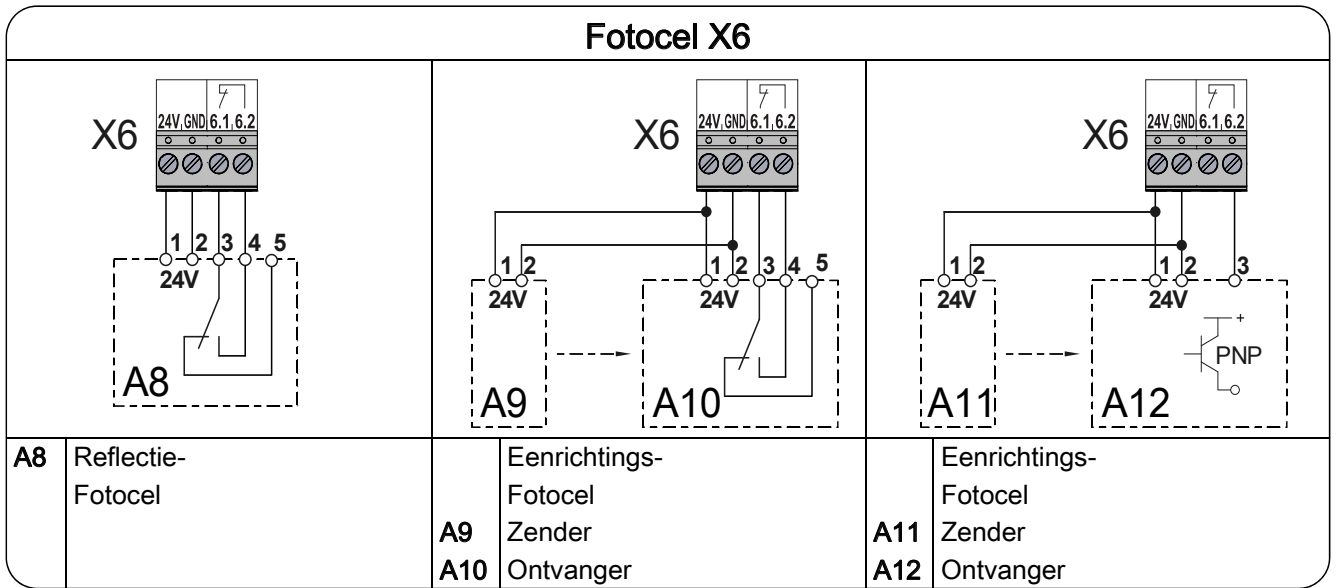 Fotocel X6
X6
24V GND 6.1 6.2
1 2 3 4 5
24V
A8
X6
24V GND 6.1 6.2
1 2
24V
1 2 3 4 5
24V
A9
A10
X6
24V GND 6.1 6.2
1 2
24V
1 2 3
24V
+
PNP
A11
A12
A8 Reflectie-
Fotocel
Eenrichtings-
Fotocel
A9 Zender
A10 Ontvanger
Eenrichtings-
Fotocel
A11 Zender
A12 Ontvanger